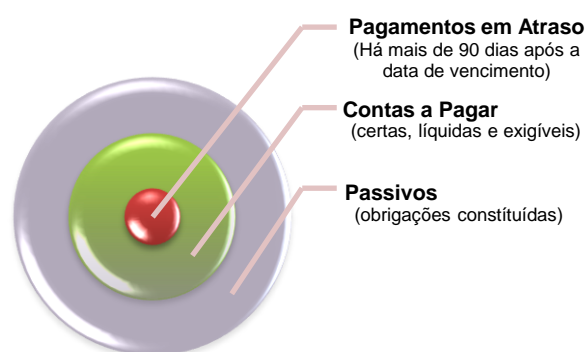 Pagamentos em Atraso
(Há mais de 90 dias após a
data de vencimento)
Contas a Pagar
(certas, líquidas e exigíveis)
Passivos
(obrigações constítuídas)